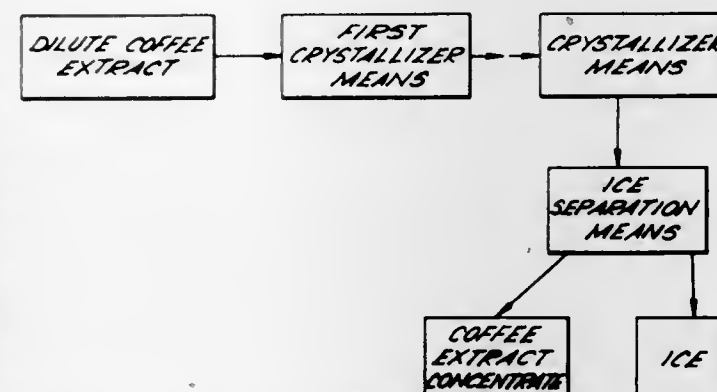 DILUTE COFFEE
EXTRACT
FIRST
CRYSTALLIZER
MEANS
CRYSTALLIZER
MEANS
ICE
SEPARATION
MEANS
COFFEE
EXTRACT
CONCENTRATE
ICE